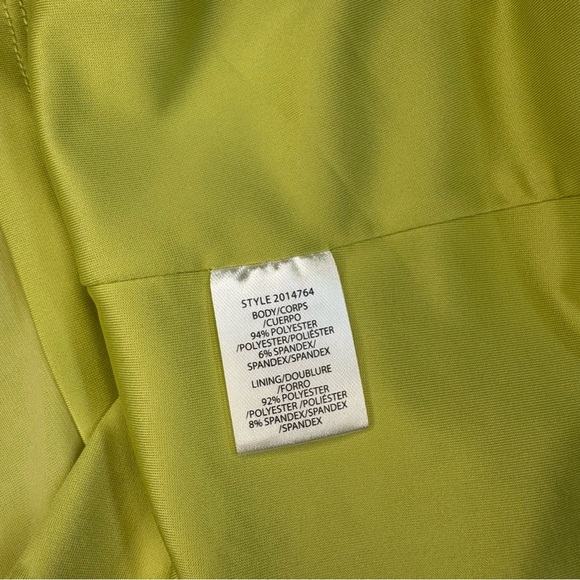 STYLE 2014764
BODY/CORPS
/CUERPO
94% POLYESTER
/POLYESTER/POLIÉSTER
6% SPANDEX/
SPANDEX/SPANDEX
LINING/DOUBLURE
/FORRO
92% POLYESTER
/POLYESTER /POLIÉSTER
8% SPANDEX/SPANDEX
/SPANDEX